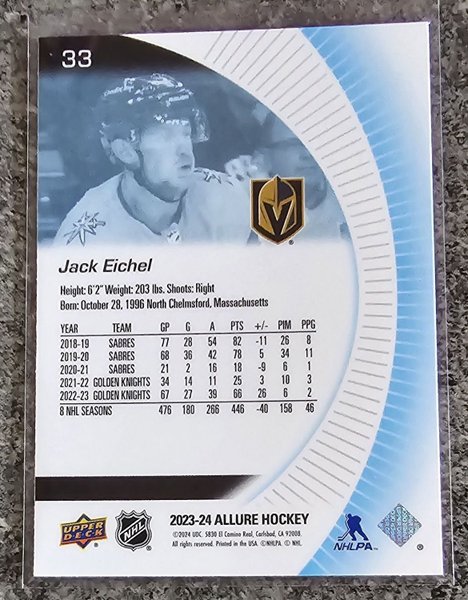 33
Jack Eichel
Height: 6'2" Weight: 203 lbs. Shoots: Right
Born: October 28, 1996 North Chelmsford, Massachusetts
YEAR TEAM GP G A PTS +/- PIM PPG
2018-19 SABRES 77 28 54 82 -11 26 8
2019-20 SABRES 68 36 42 78 5 34 11
2020-21 SABRES 21 2 16 18 -9 6 1
2021-22 GOLDEN KNIGHTS 34 14 11 25 3 10 3
2022-23 GOLDEN KNIGHTS 67 27 39 66 26 6 2
8 NHL SEASONS 476 180 266 446 -40 158 46
UPPER DECK
NHL
2023-24 ALLURE HOCKEY
©2024 UDC. 5830 El Camino Real, Carlsbad, CA 92008.
All rights reserved. Printed in the USA. ©NHLPA. © NHL.
NHLPA